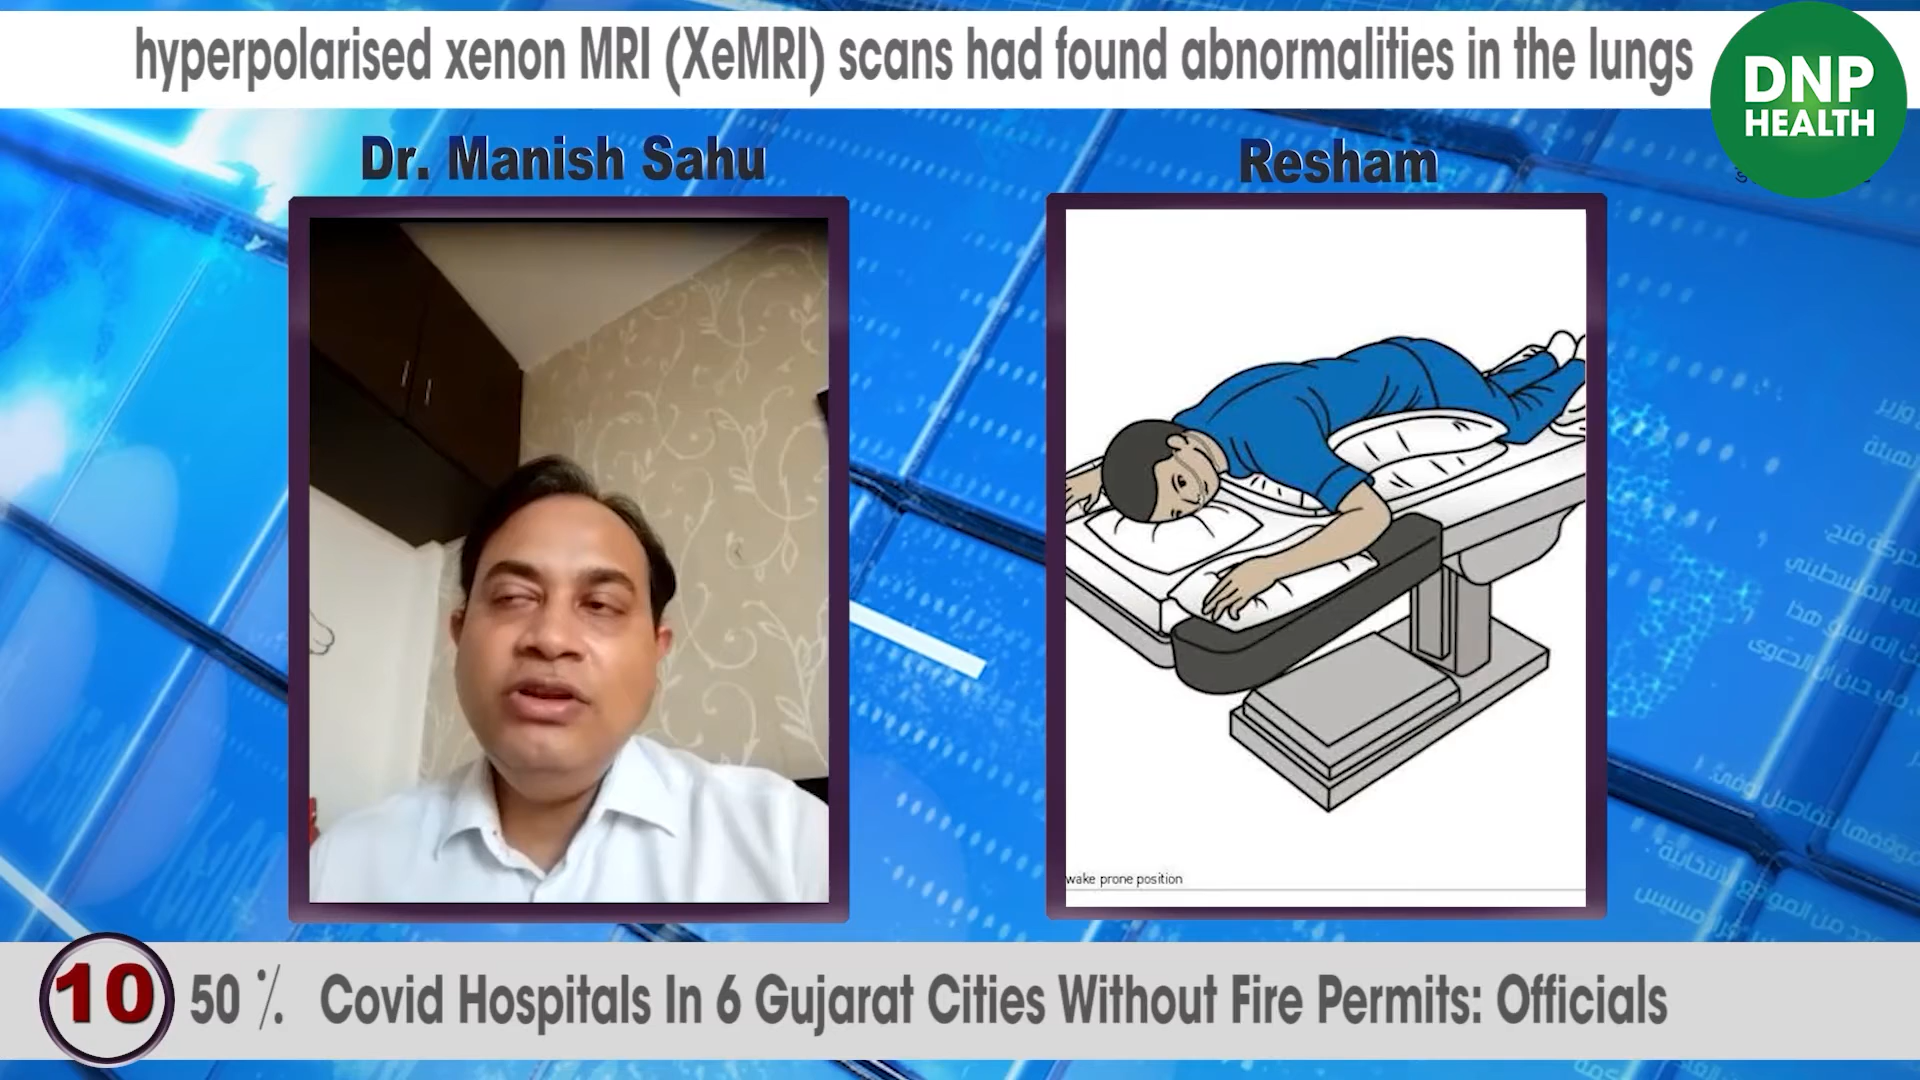 hyperpolarised xenon MRI (XeMRI) scans had found abnormalities in the lungs
DNP
HEALTH
Dr. Manish Sahu
Resham
wake prone position
10
50 % Covid Hospitals In 6 Gujarat Cities Without Fire Permits: Officials